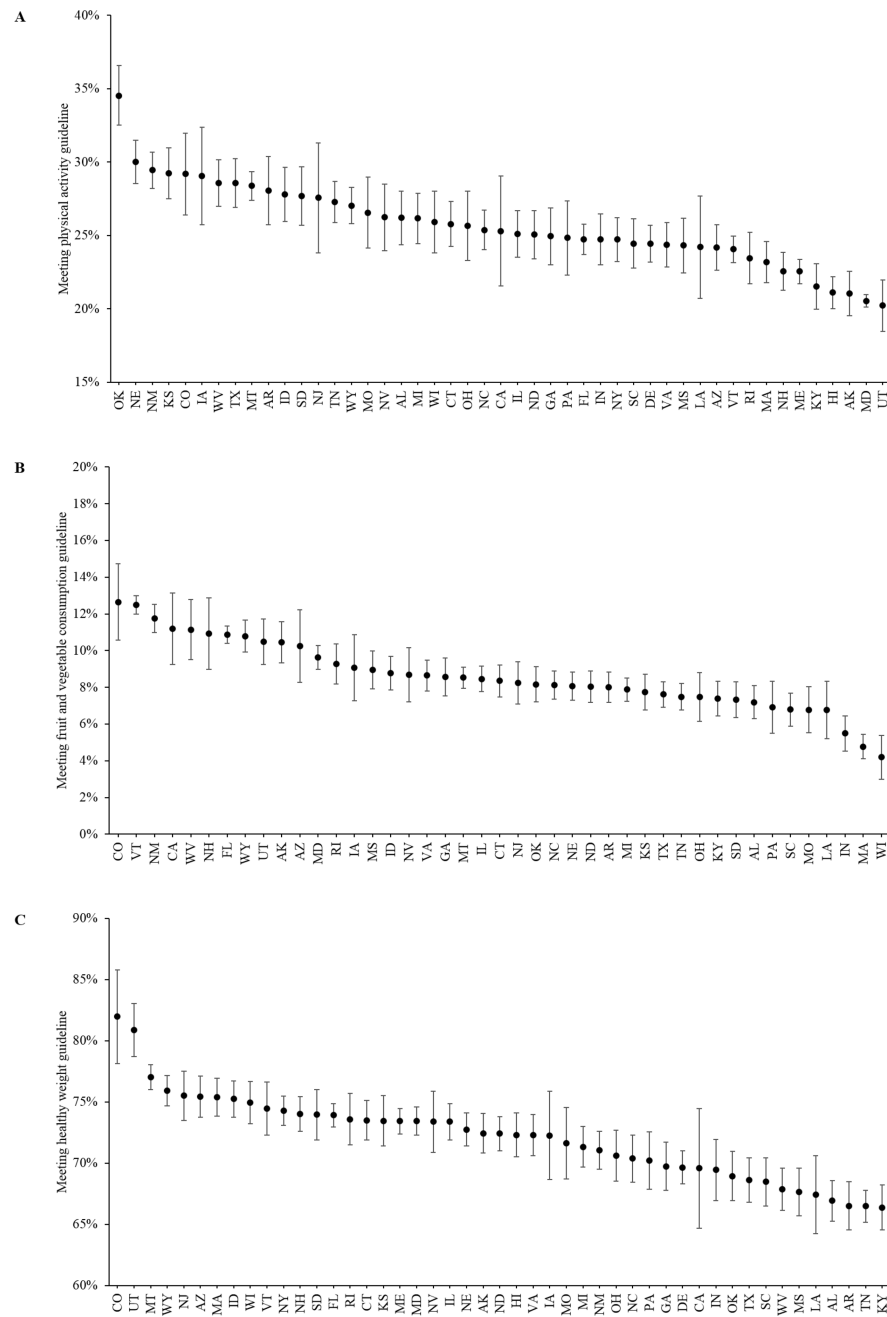 A
Meeting physical activity guideline
40%
35%
30%
25%
20%
15%
OK NE NM KS CO IA WV TX MT AR ID SD NJ TN WY MO NV AL MI WI CT OH NC CA IL ND GA PA FL IN NY SC DE VA MS LA AZ VT RI MA NH ME KY HI AK MD UT
B
Meeting fruit and vegetable consumption guideline
20%
18%
16%
14%
12%
10%
8%
6%
4%
2%
0%
CO VT NM CA WV NH FL WY UT AK AZ MD RI IA MS ID NV VA GA MT IL CT NJ OK NC NE ND AR MI KS TX TN OH KY SD AL PA SC MO LA IN MA WI
C
Meeting healthy weight guideline
90%
85%
80%
75%
70%
65%
60%
CO UT MT WY NJ AZ MA ID WI VT NY NH SD FL RI CT KS ME MD NV IL NE AK ND HI VA IA MO MI NM OH NC PA GA DE CA IN OK TX SC WV MS LA AL AR TN KY